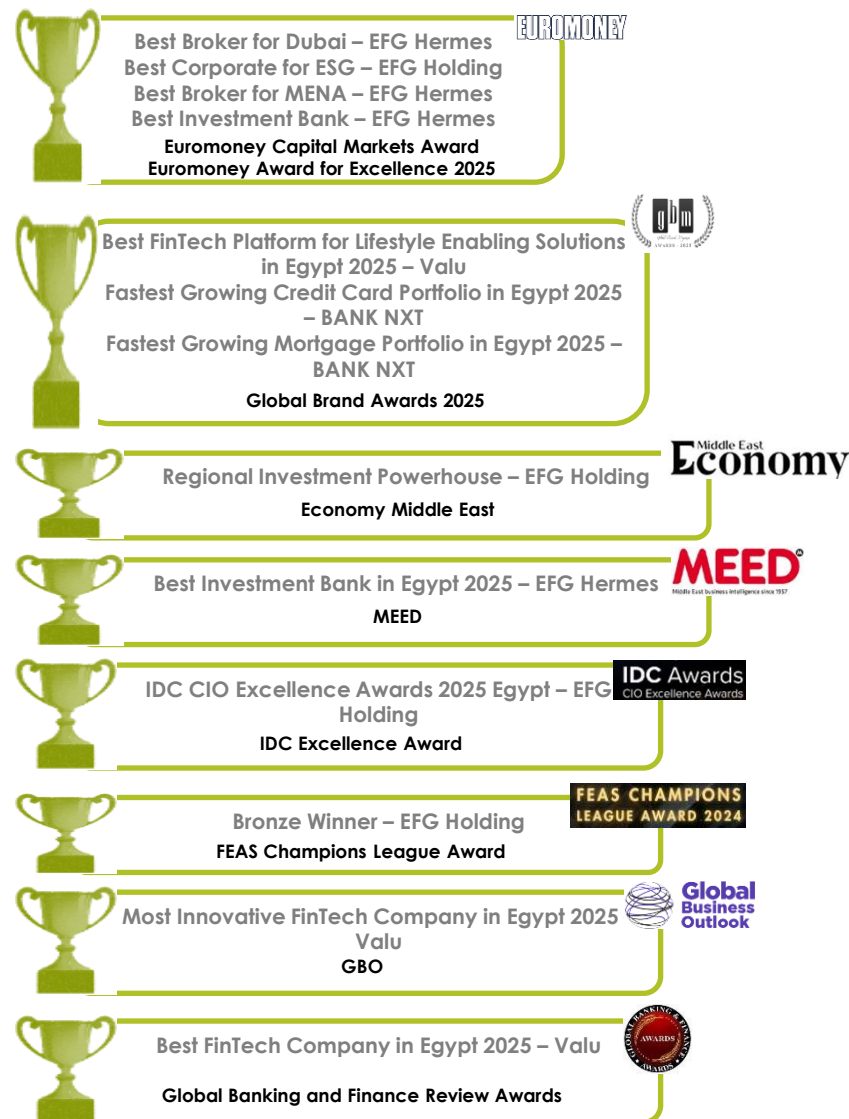 EUROMONEY
Best Broker for Dubai – EFG Hermes
Best Corporate for ESG – EFG Holding
Best Broker for MENA – EFG Hermes
Best Investment Bank – EFG Hermes
Euromoney Capital Markets Award
Euromoney Award for Excellence 2025
gbm
AWARDS - 2025
Best FinTech Platform for Lifestyle Enabling Solutions
in Egypt 2025 – Valu
Fastest Growing Credit Card Portfolio in Egypt 2025
– BANK NXT
Fastest Growing Mortgage Portfolio in Egypt 2025 –
BANK NXT
Global Brand Awards 2025
Middle East
Economy
Regional Investment Powerhouse – EFG Holding
Economy Middle East
MEED
Middle East business intelligence since 1957
Best Investment Bank in Egypt 2025 – EFG Hermes
MEED
IDC Awards
CIO Excellence Awards
IDC CIO Excellence Awards 2025 Egypt – EFG
Holding
IDC Excellence Award
FEAS CHAMPIONS
LEAGUE AWARD 2024
Bronze Winner – EFG Holding
FEAS Champions League Award
Global
Business
Outlook
Most Innovative FinTech Company in Egypt 2025
Valu
GBO
GLOBAL BANKING & FINANCE
AWARDS
AWARDS
Best FinTech Company in Egypt 2025 – Valu
Global Banking and Finance Review Awards